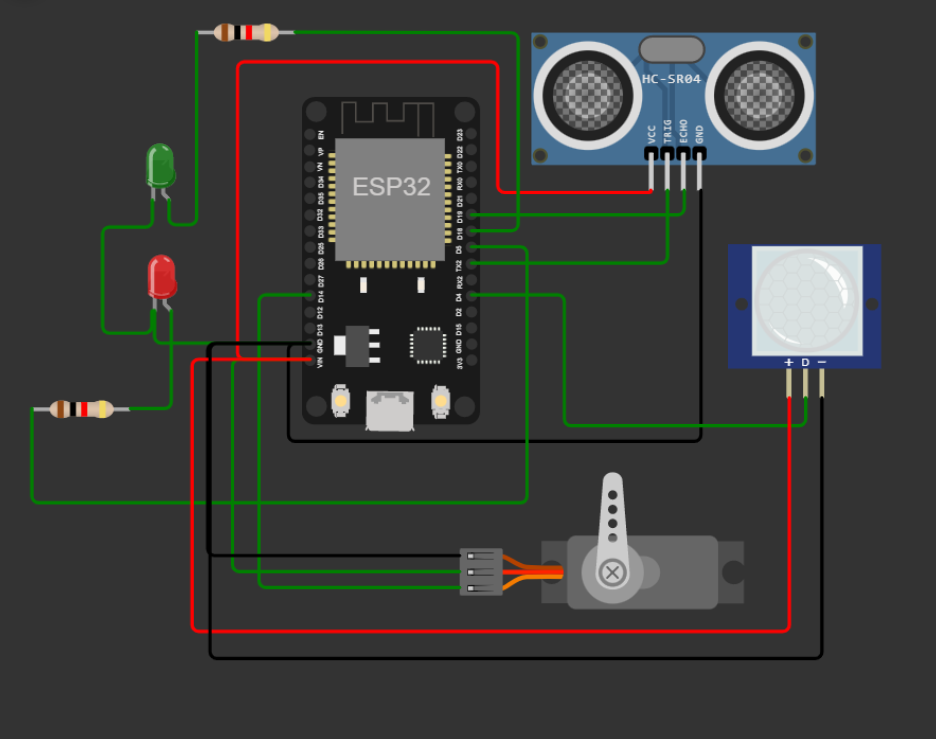 HC-SR04
VCC
TRIG
ECHO
GND
ESP32
EN
VP
VN
D34
D35
D32
D33
D25
D26
D27
D14
D12
D13
GND
VIN
D23
D22
TX0
RX0
D21
D19
D18
D5
TX2
RX2
D4
D2
D15
GND
3V3
+ D −